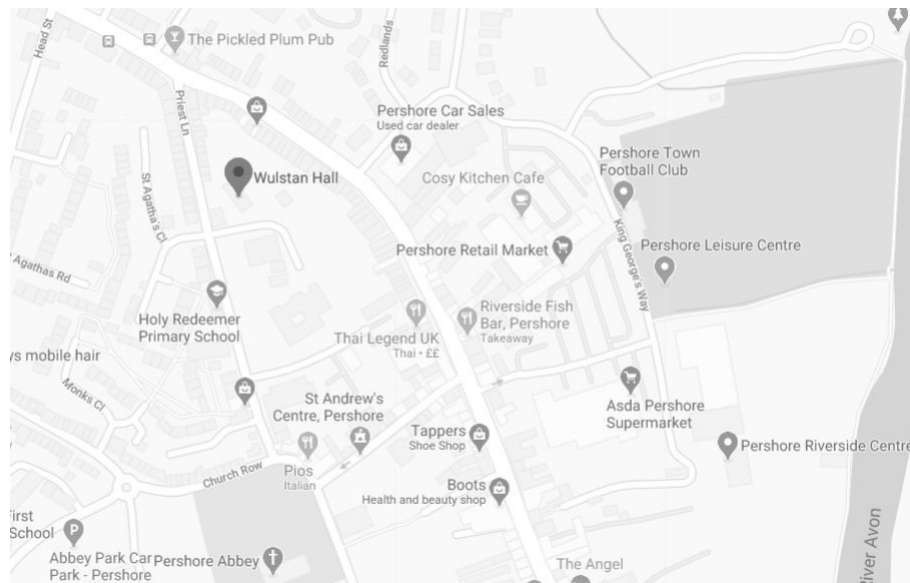 Head St
The Pickled Plum Pub
Redlands
Priest Ln
Pershore Car Sales
Used car dealer
Pershore Town
Football Club
Wulstan Hall
Cosy Kitchen Cafe
St Agatha's Cl
King George's Way
Pershore Retail Market
Pershore Leisure Centre
t Agathas Rd
Holy Redeemer
Primary School
Riverside Fish
Bar, Pershore
Takeaway
Thai Legend UK
Thai • ££
ys mobile hair
Monks Cl
St Andrew's
Centre, Pershore
Asda Pershore
Supermarket
Tappers
Shoe Shop
Pershore Riverside Centre
Pios
Italian
Church Row
Boots
Health and beauty shop
First
School
P
Abbey Park Car
Park - Pershore
Pershore Abbey
The Angel
River Avon